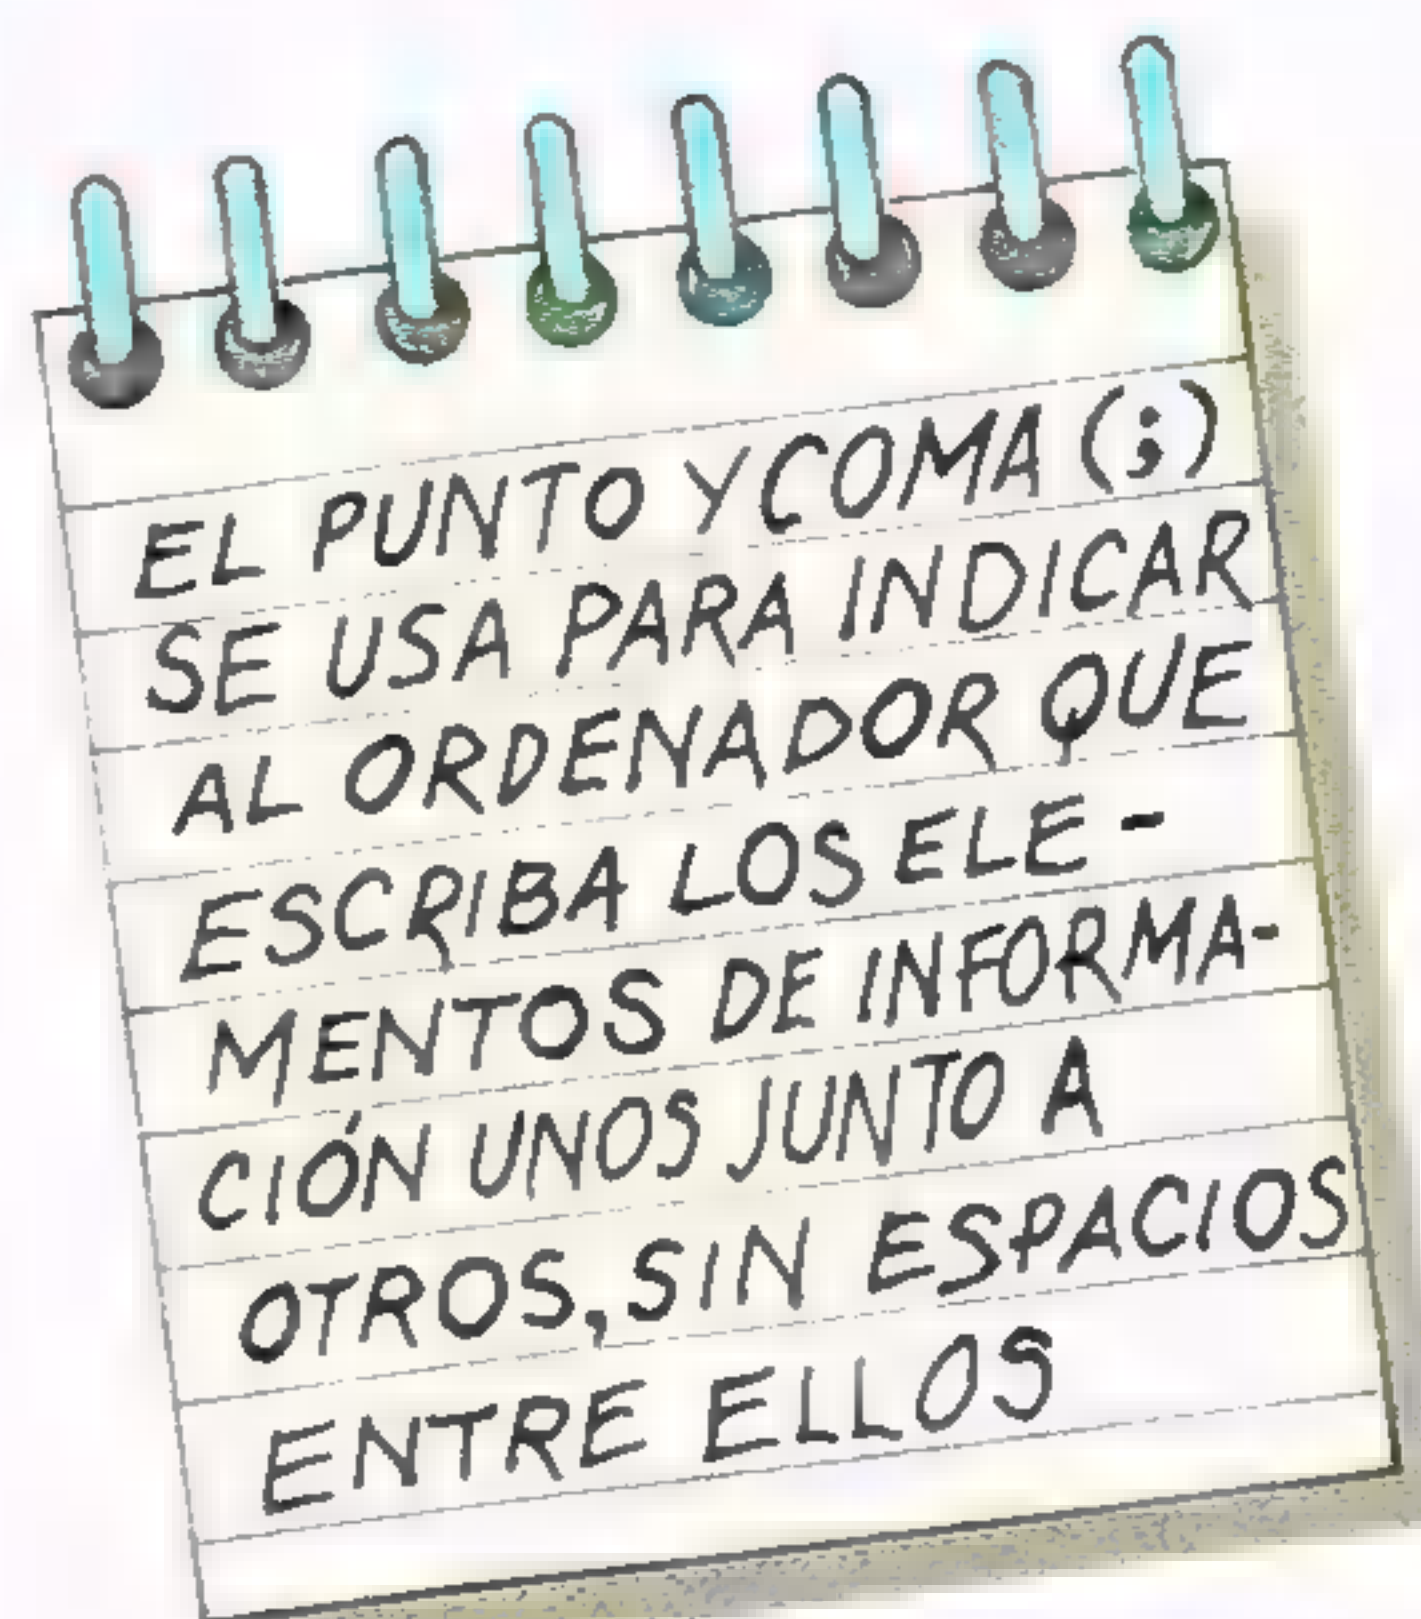 EL PUNTO Y COMA (;)
SE USA PARA INDICAR
AL ORDENADOR QUE
ESCRIBA LOS ELE-
MENTOS DE INFORMA-
CIÓN UNOS JUNTO A
OTROS, SIN ESPACIOS
ENTRE ELLOS